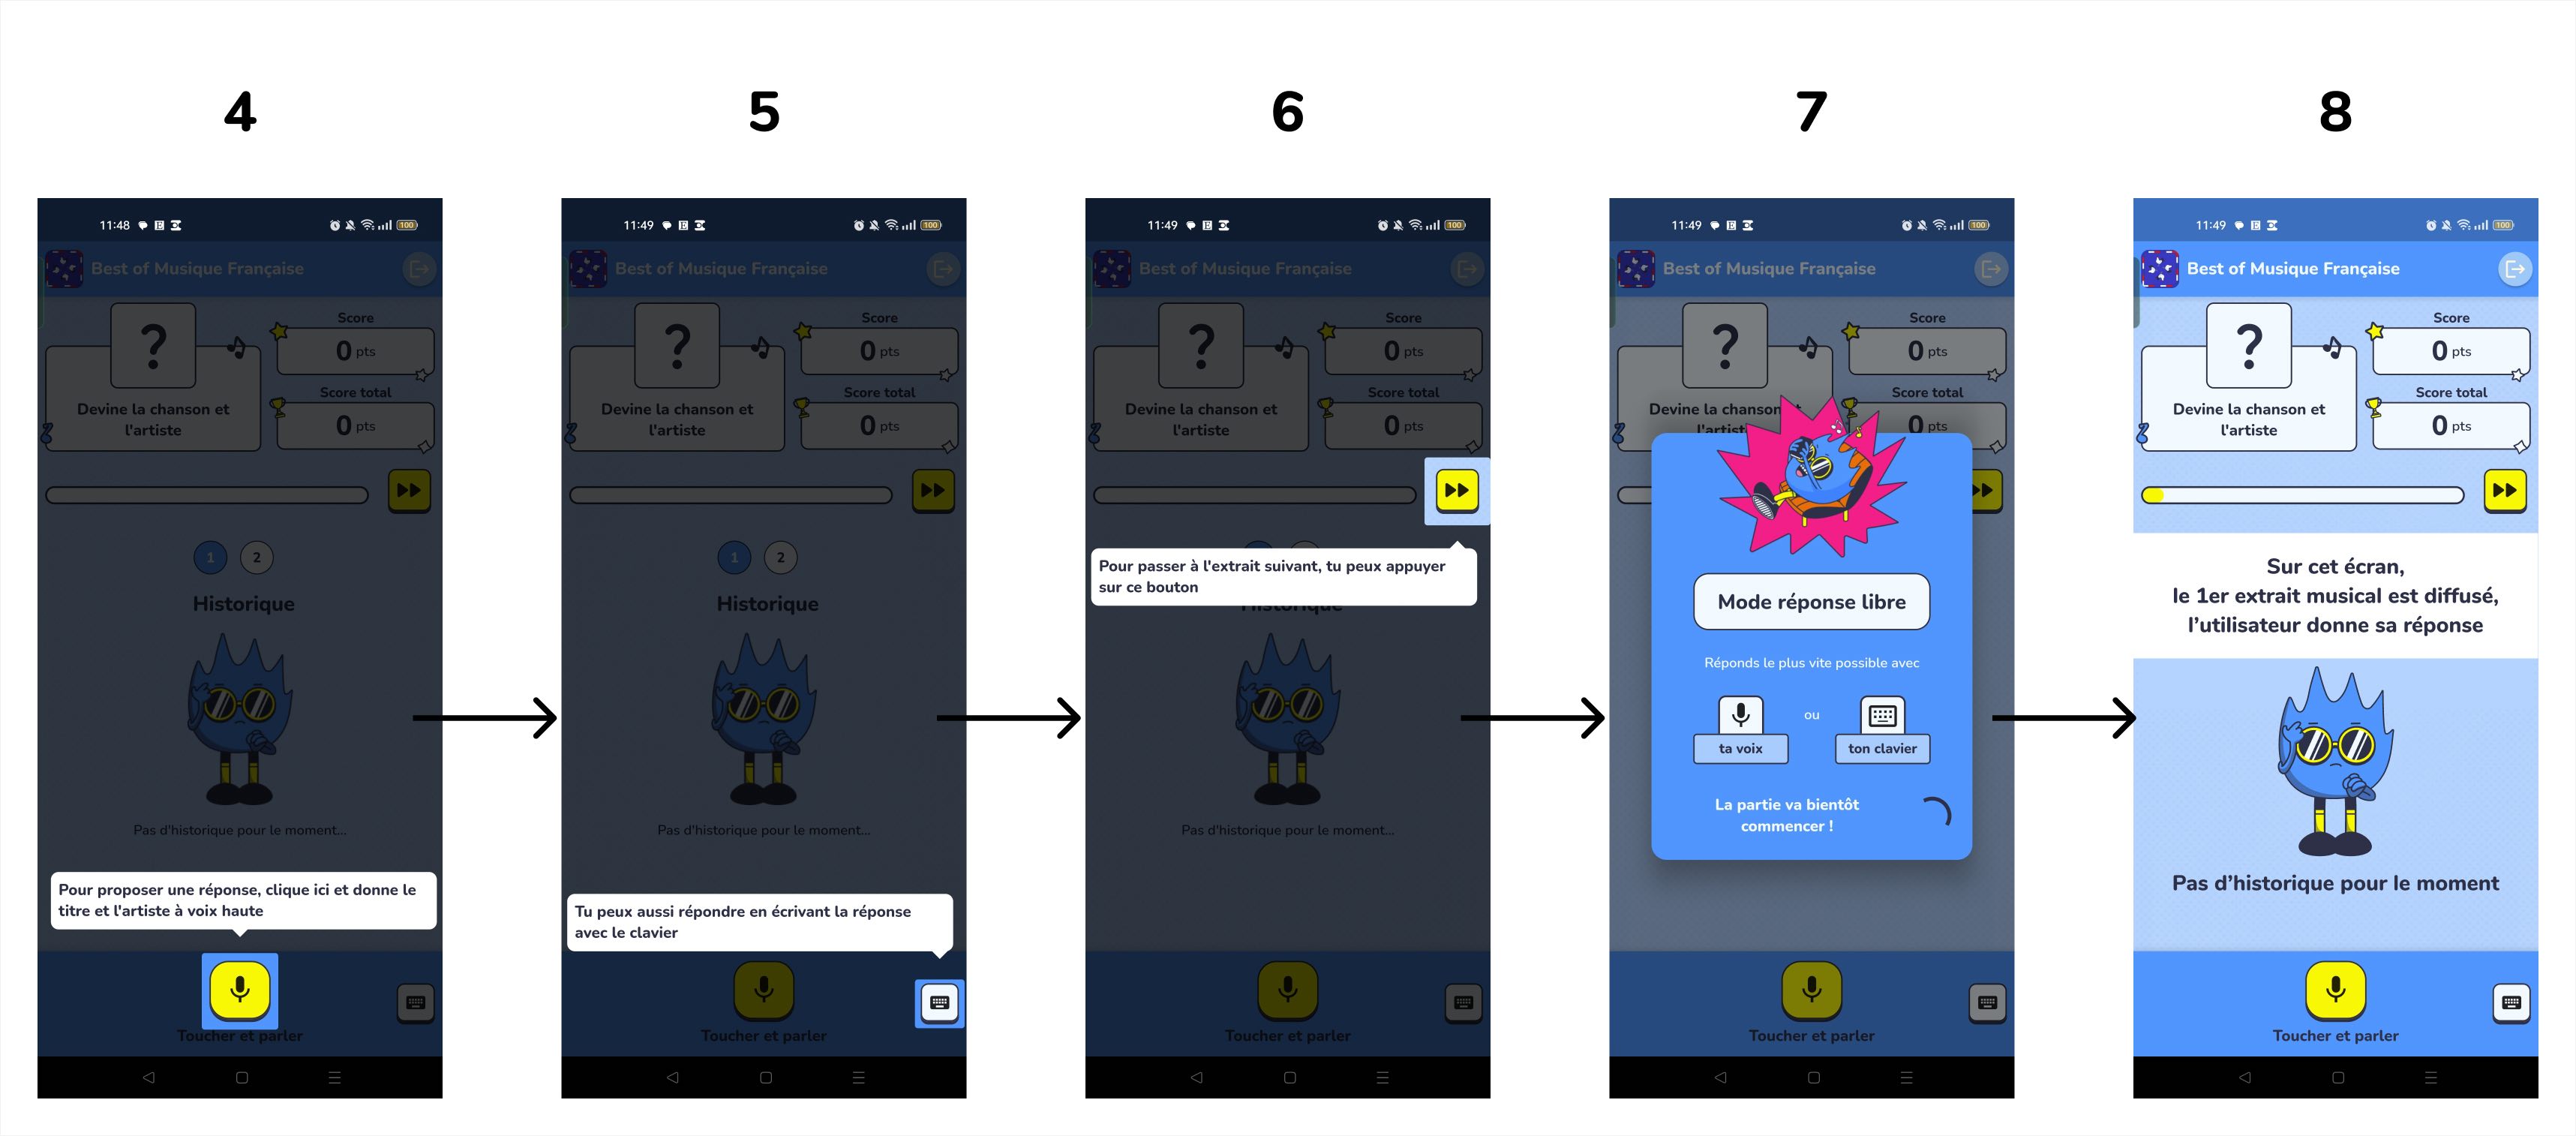 4
5
6
7
8
11:48
100
Best of Musique Française
?
Devine la chanson et
l'artiste
Score
0 pts
Score total
0 pts
1
2
Historique
Pas d'historique pour le moment...
Pour proposer une réponse, clique ici et donne le
titre et l'artiste à voix haute
Toucher et parler
11:49
100
Best of Musique Française
?
Devine la chanson et
l'artiste
Score
0 pts
Score total
0 pts
1
2
Historique
Pas d'historique pour le moment...
Tu peux aussi répondre en écrivant la réponse
avec le clavier
Toucher et parler
11:49
100
Best of Musique Française
?
Devine la chanson et
l'artiste
Score
0 pts
Score total
0 pts
Pour passer à l'extrait suivant, tu peux appuyer
sur ce bouton
Historique
Pas d'historique pour le moment...
Toucher et parler
11:49
100
Best of Musique Française
?
Devine la chanson et
l'artiste
Score
0 pts
Score total
0 pts
Mode réponse libre
Réponds le plus vite possible avec
ta voix
ou
ton clavier
La partie va bientôt
commencer !
Toucher et parler
11:49
100
Best of Musique Française
?
Devine la chanson et
l'artiste
Score
0 pts
Score total
0 pts
Sur cet écran,
le 1er extrait musical est diffusé,
l’utilisateur donne sa réponse
Pas d’historique pour le moment
Toucher et parler